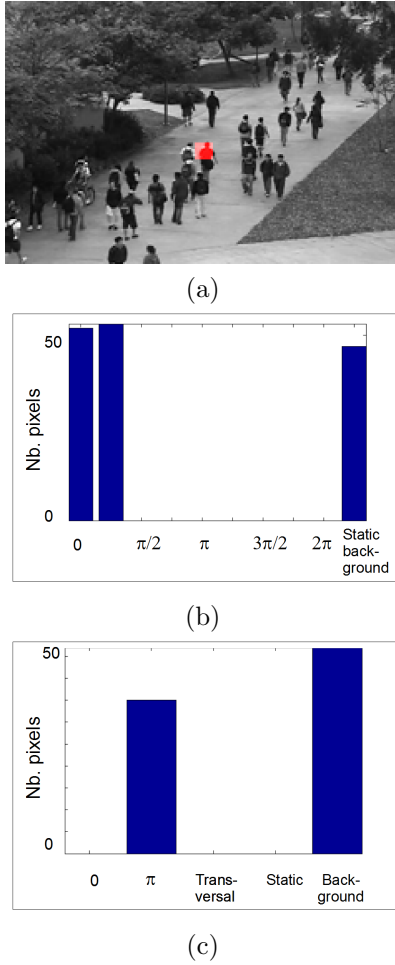 (a)
50
Nb. pixels
0
0
π/2
π
3π/2
2π
Static
back-
ground
(b)
50
Nb. pixels
0
0
π
Trans-
versal
Static
Back-
ground
(c)